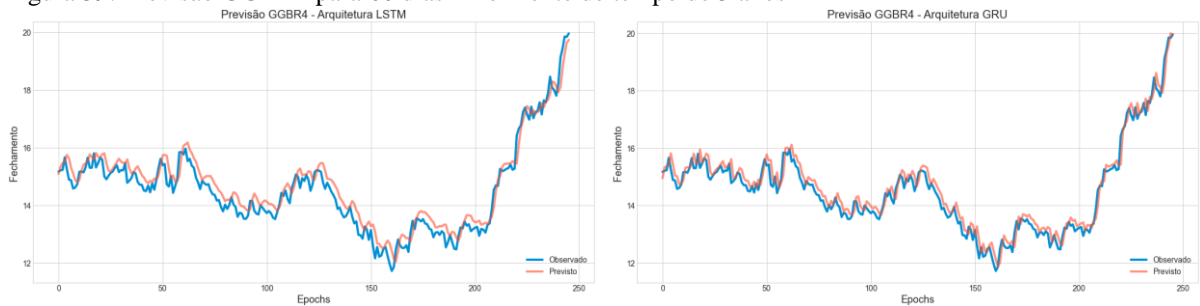 Previsão GGBR4 - Arquitetura LSTM
Fechamento
20
18
16
14
12
0
50
100
150
200
250
Epochs
Observado
Previsto
Previsão GGBR4 - Arquitetura GRU
Fechamento
20
18
16
14
12
0
50
100
150
200
250
Epochs
Observado
Previsto